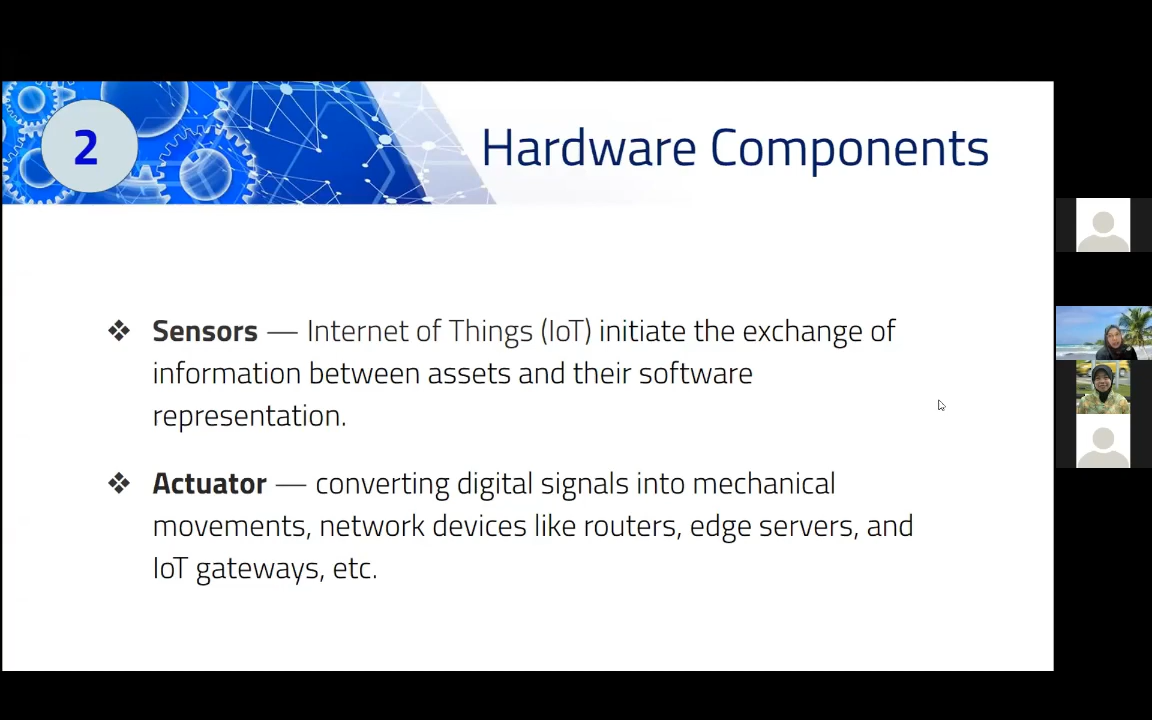 2
Hardware Components
❖ Sensors — Internet of Things (IoT) initiate the exchange of
information between assets and their software
representation.
❖ Actuator — converting digital signals into mechanical
movements, network devices like routers, edge servers, and
IoT gateways, etc.